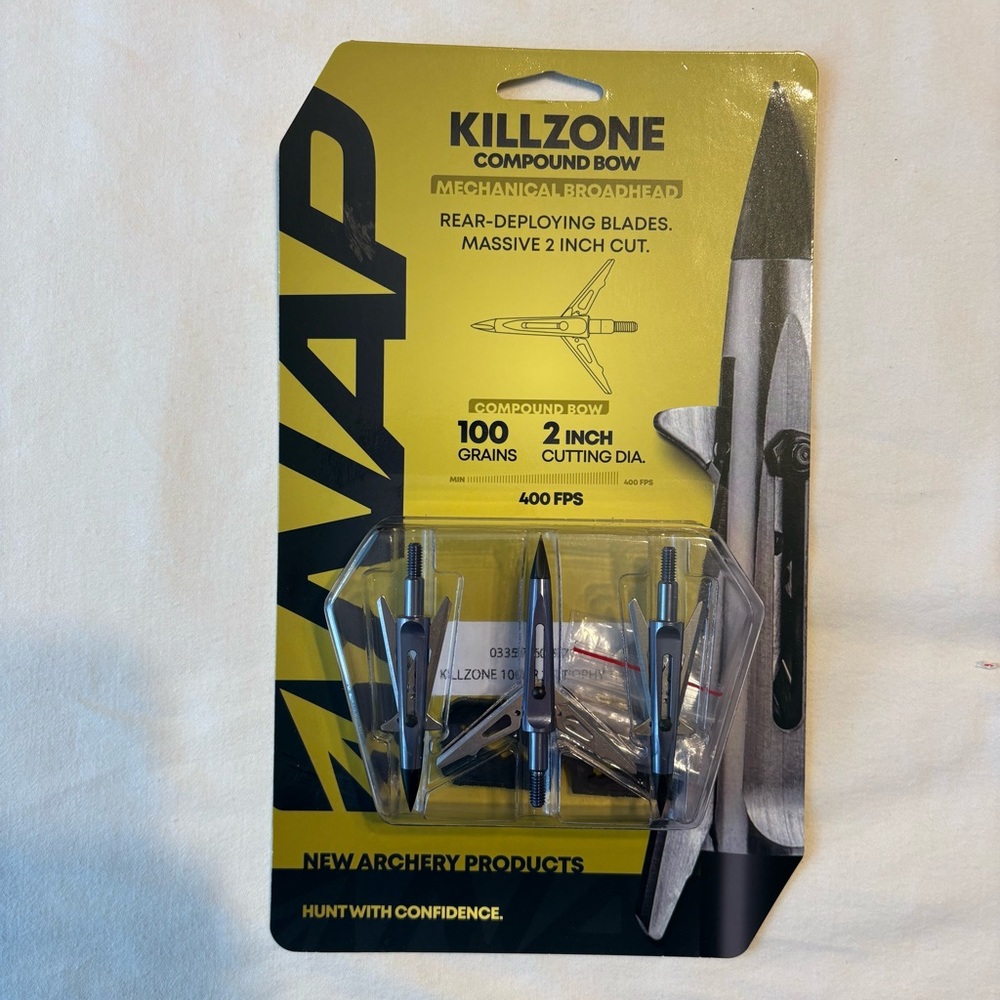 KILLZONE
COMPOUND BOW
MECHANICAL BROADHEAD
REAR-DEPLOYING BLADES.
MASSIVE 2 INCH CUT.
COMPOUND BOW
100 2 INCH
GRAINS CUTTING DIA.
MIN 400 FPS
400 FPS
NAP
KILLZONE
NEW ARCHERY PRODUCTS
HUNT WITH CONFIDENCE.